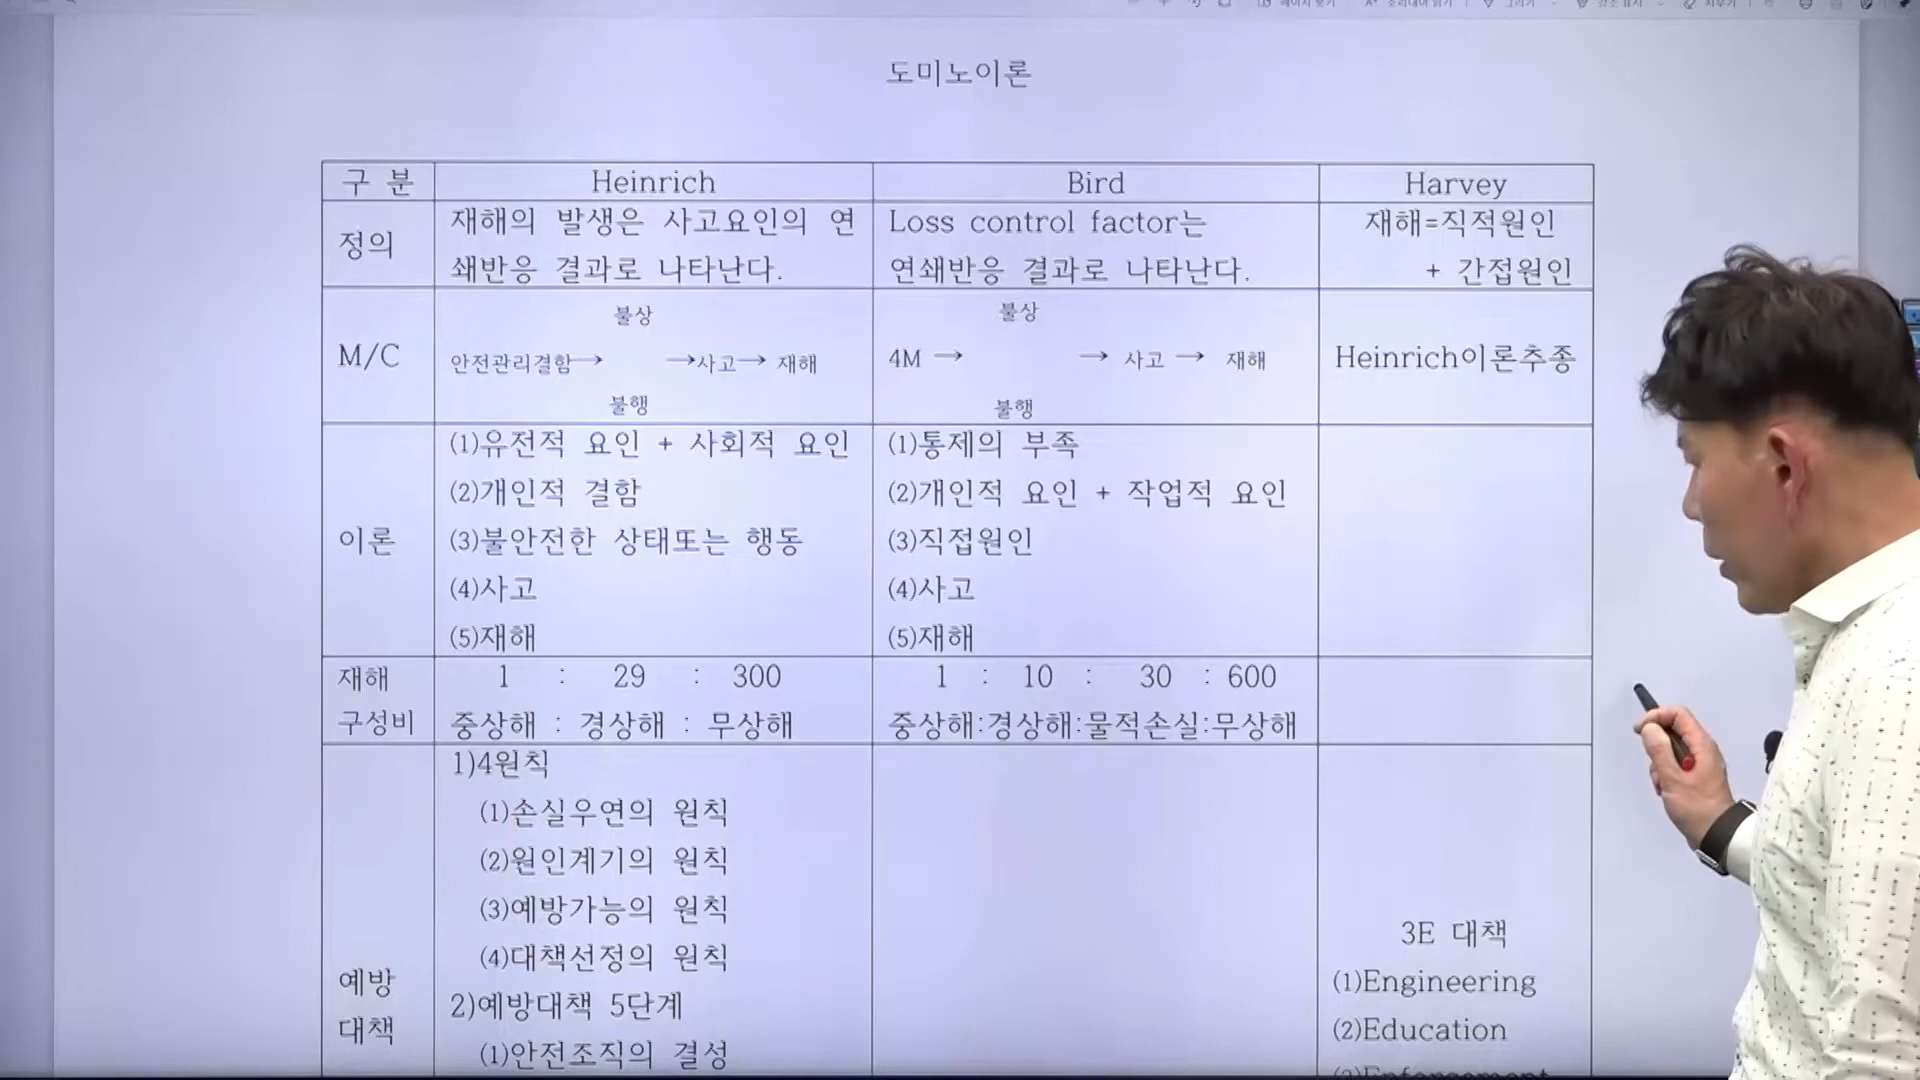 도미노이론
구 분 Heinrich Bird Harvey
정의
재해의 발생은 사고요인의 연
쇄반응 결과로 나타난다.
Loss control factor는
연쇄반응 결과로 나타난다.
재해=직적원인
+ 간접원인
M/C
불상
안전관리결함→ →사고→ 재해
불행
불상
4M → → 사고 → 재해
불행
Heinrich이론추종
이론
(1)유전적 요인 + 사회적 요인
(2)개인적 결함
(3)불안전한 상태또는 행동
(4)사고
(5)재해
(1)통제의 부족
(2)개인적 요인 + 작업적 요인
(3)직접원인
(4)사고
(5)재해
재해
구성비
1 : 29 : 300
중상해 : 경상해 : 무상해
1 : 10 : 30 : 600
중상해:경상해:물적손실:무상해
예방
대책
1)4원칙
(1)손실우연의 원칙
(2)원인계기의 원칙
(3)예방가능의 원칙
(4)대책선정의 원칙
2)예방대책 5단계
(1)안전조직의 결성
3E 대책
(1)Engineering
(2)Education